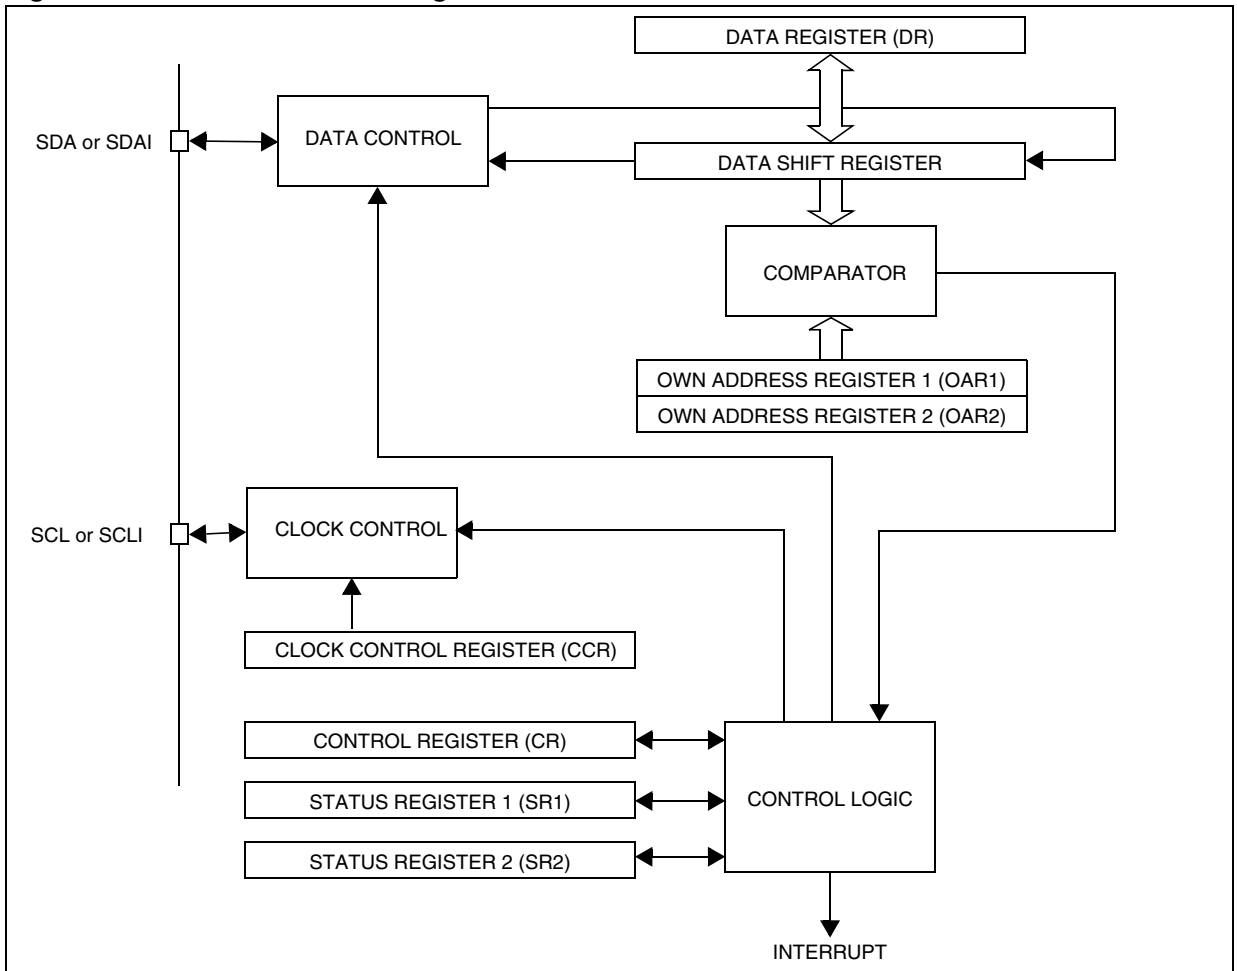 DATA REGISTER (DR)
SDA or SDAI
DATA CONTROL
DATA SHIFT REGISTER
COMPARATOR
OWN ADDRESS REGISTER 1 (OAR1)
OWN ADDRESS REGISTER 2 (OAR2)
SCL or SCLI
CLOCK CONTROL
CLOCK CONTROL REGISTER (CCR)
CONTROL REGISTER (CR)
STATUS REGISTER 1 (SR1)
CONTROL LOGIC
STATUS REGISTER 2 (SR2)
INTERRUPT